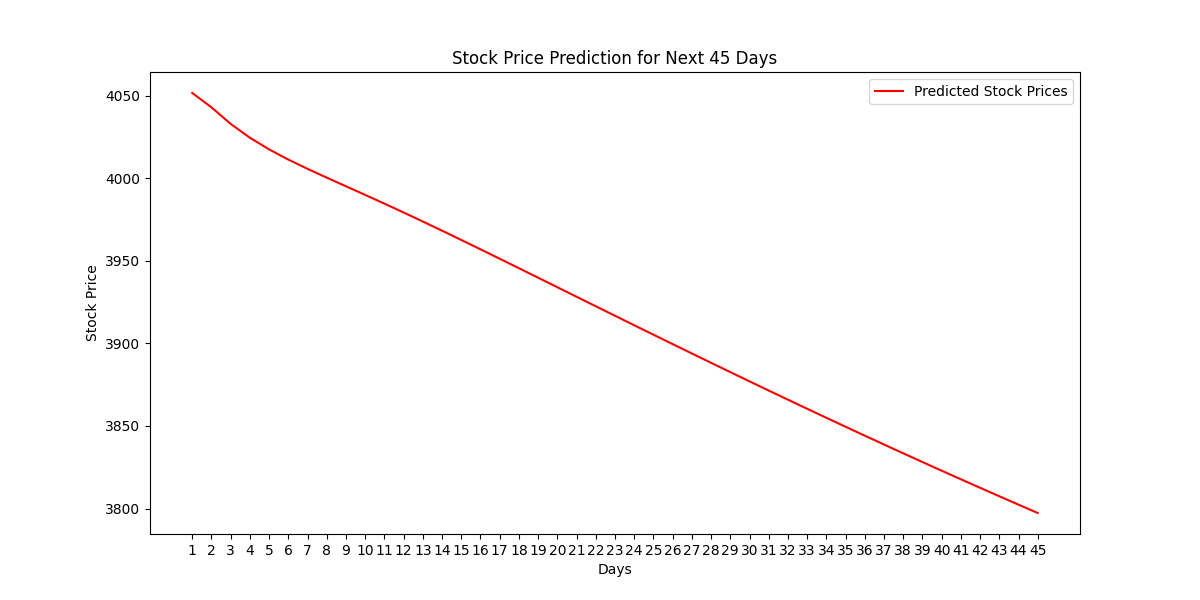 Stock Price Prediction for Next 45 Days
Predicted Stock Prices
4050
4000
3950
3900
3850
3800
Stock Price
1 2 3 4 5 6 7 8 9 10 11 12 13 14 15 16 17 18 19 20 21 22 23 24 25 26 27 28 29 30 31 32 33 34 35 36 37 38 39 40 41 42 43 44 45
Days